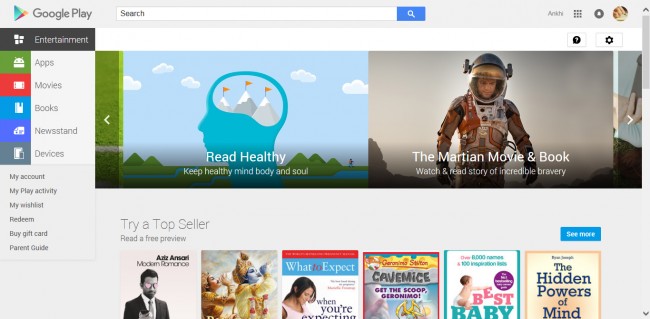 Google Play
Search
Ankhi
Entertainment
Apps
Movies
Books
Newsstand
Devices
My account
My Play activity
My wishlist
Redeem
Buy gift card
Parent Guide
Read Healthy
Keep healthy mind body and soul
The Martian Movie & Book
Watch & read story of incredible bravery
Try a Top Seller
Read a free preview
See more
Aziz Ansari
Modern Romance
What to Expect
when you're
expecting
Geronimo Stilton
CAVEMICE
GET THE SCOOP,
GERONIMO!
Over 8,000 names
& 100 inspiration lists
BEST
BABY
The
Hidden
Powers
of Mind